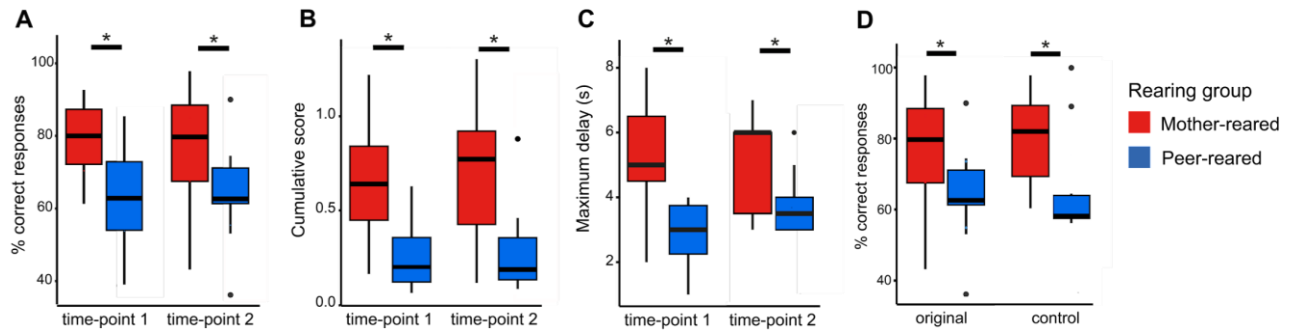 A
*
*
% correct responses
100
80
60
40
time-point 1
time-point 2
B
*
*
Cumulative score
1.0
0.5
0.0
time-point 1
time-point 2
C
*
*
Maximum delay (s)
8
6
4
2
time-point 1
time-point 2
D
*
*
% correct responses
100
80
60
40
original
control
Rearing group
Mother-reared
Peer-reared